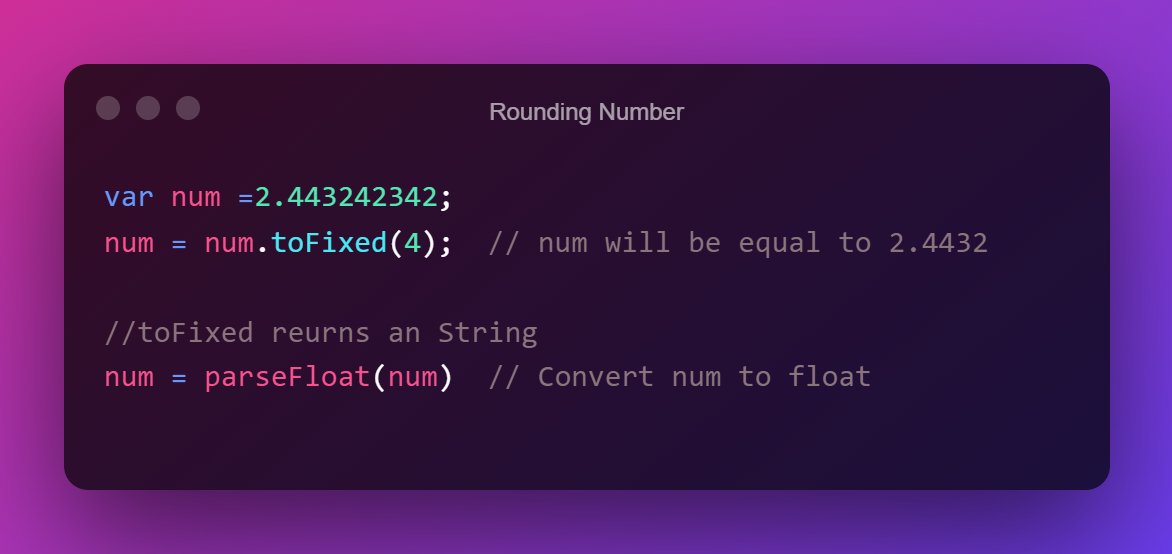 Rounding Number
var num =2.443242342;
num = num.toFixed(4);  // num will be equal to 2.4432
//toFixed reurns an String
num = parseFloat(num)  // Convert num to float